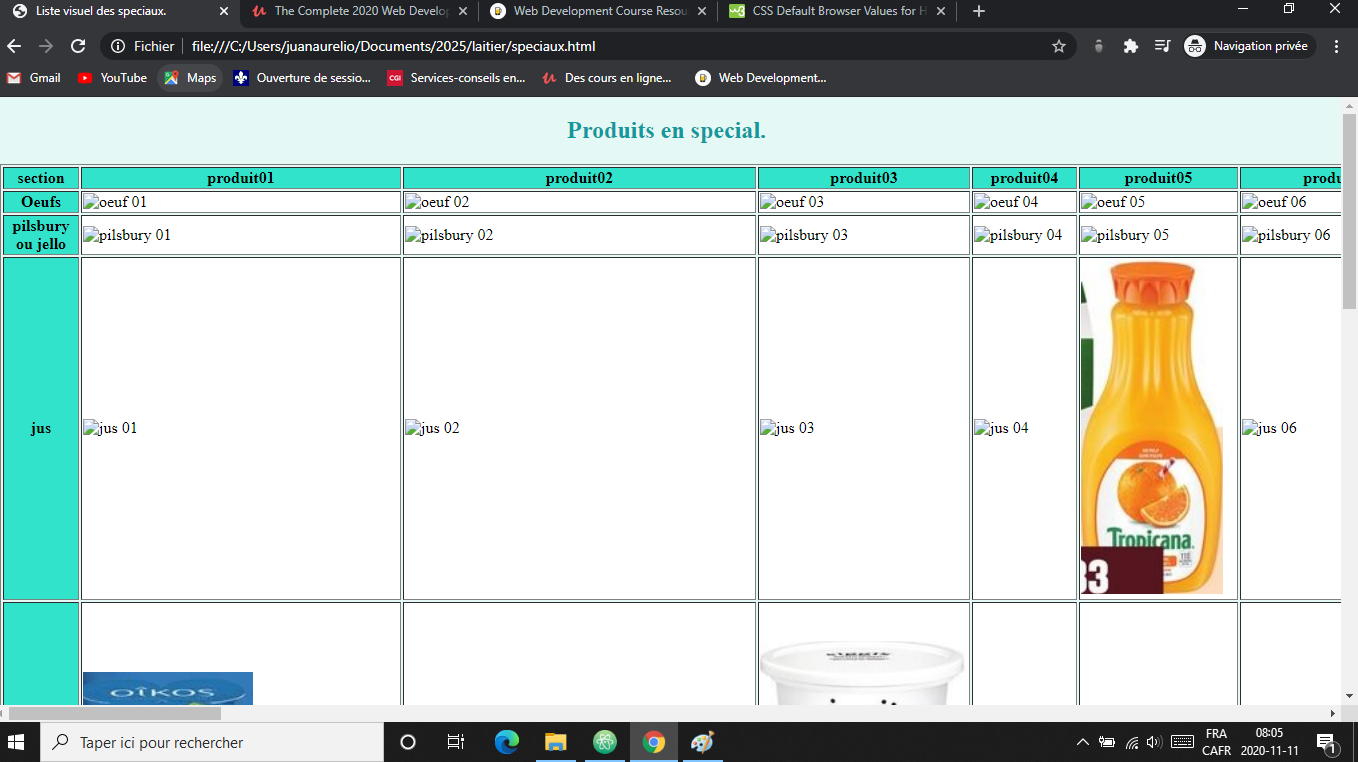 Liste visuel des speciaux.
The Complete 2020 Web Develop
Web Development Course Resou
CSS Default Browser Values for H
Fichier
file:///C:/Users/juanaurelio/Documents/2025/laitier/speciaux.html
Navigation privée
Gmail
YouTube
Maps
Ouverture de sessio...
CGI
Services-conseils en...
Des cours en ligne...
Web Development...
Produits en special.
section produit01 produit02 produit03 produit04 produit05 produ
Oeufs oeuf 01 oeuf 02 oeuf 03 oeuf 04 oeuf 05 oeuf 06
pilsbury
ou jello
pilsbury 01 pilsbury 02 pilsbury 03 pilsbury 04 pilsbury 05 pilsbury 06
jus jus 01 jus 02 jus 03 jus 04 jus 06
Tropicana
93
OIKOS
Taper ici pour rechercher
FRA
CAFR
08:05
2020-11-11
1